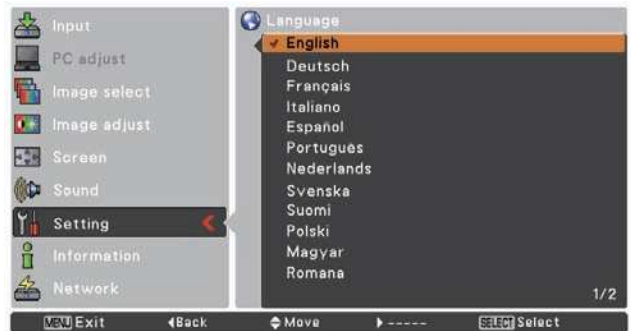 Input
PC adjust
Image select
Image adjust
Screen
Sound
Setting
Information
Network
Language
English
Deutsch
Français
Italiano
Español
Português
Nederlands
Svenska
Suomi
Polski
Magyar
Romana
1/2
MENU Exit Back Move ----- SELECT Select